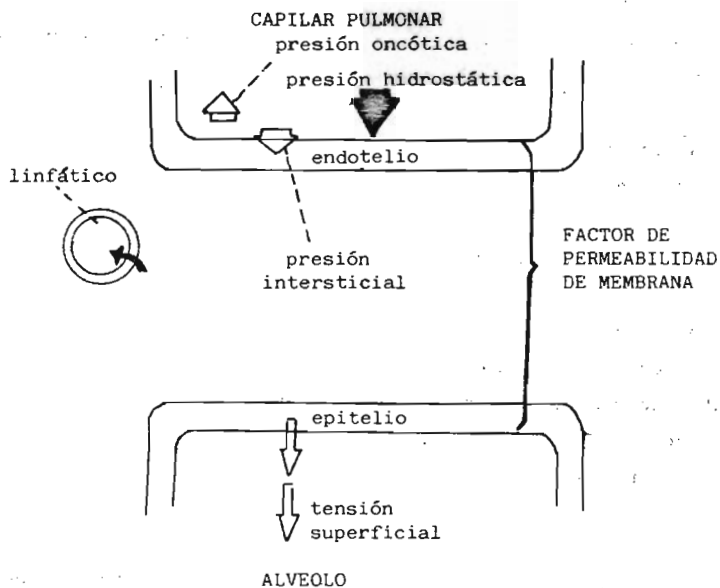 CAPILAR PULMONAR
presión oncótica
presión hidrostática
endotelio
linfático
presión
intersticial
FACTOR DE
PERMEABILIDAD
DE MEMBRANA
epitelio
tensión
superficial
ALVEOLO